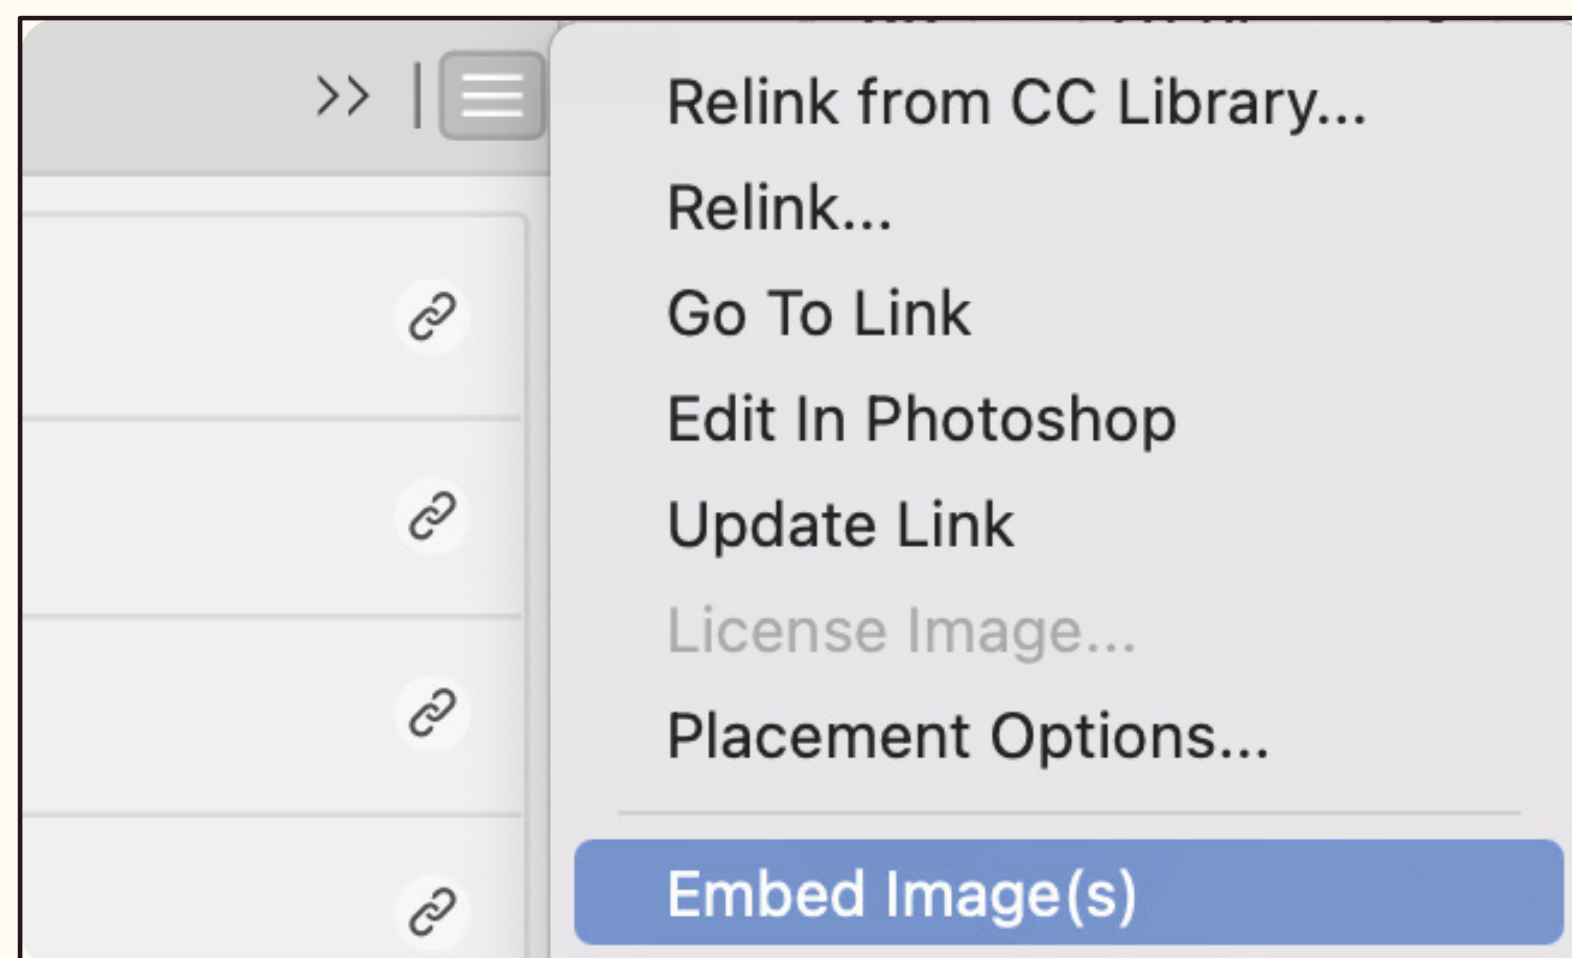 >>
Relink from CC Library...
Relink...
Go To Link
Edit In Photoshop
Update Link
License Image...
Placement Options...
Embed Image(s)